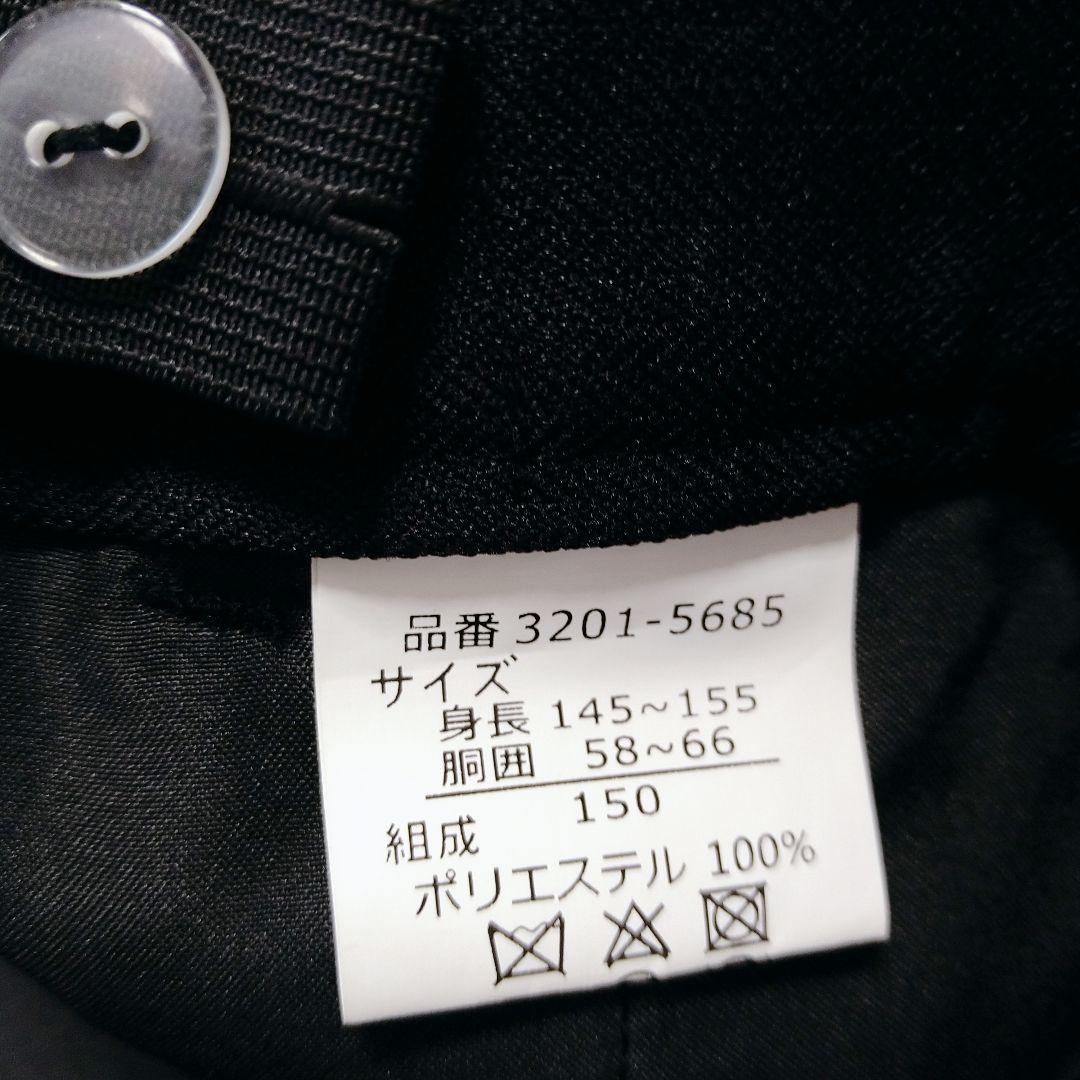 品番 3201-5685
サイズ
身長 145~155
胴囲 58~66
150
組成
ポリエステル 100%